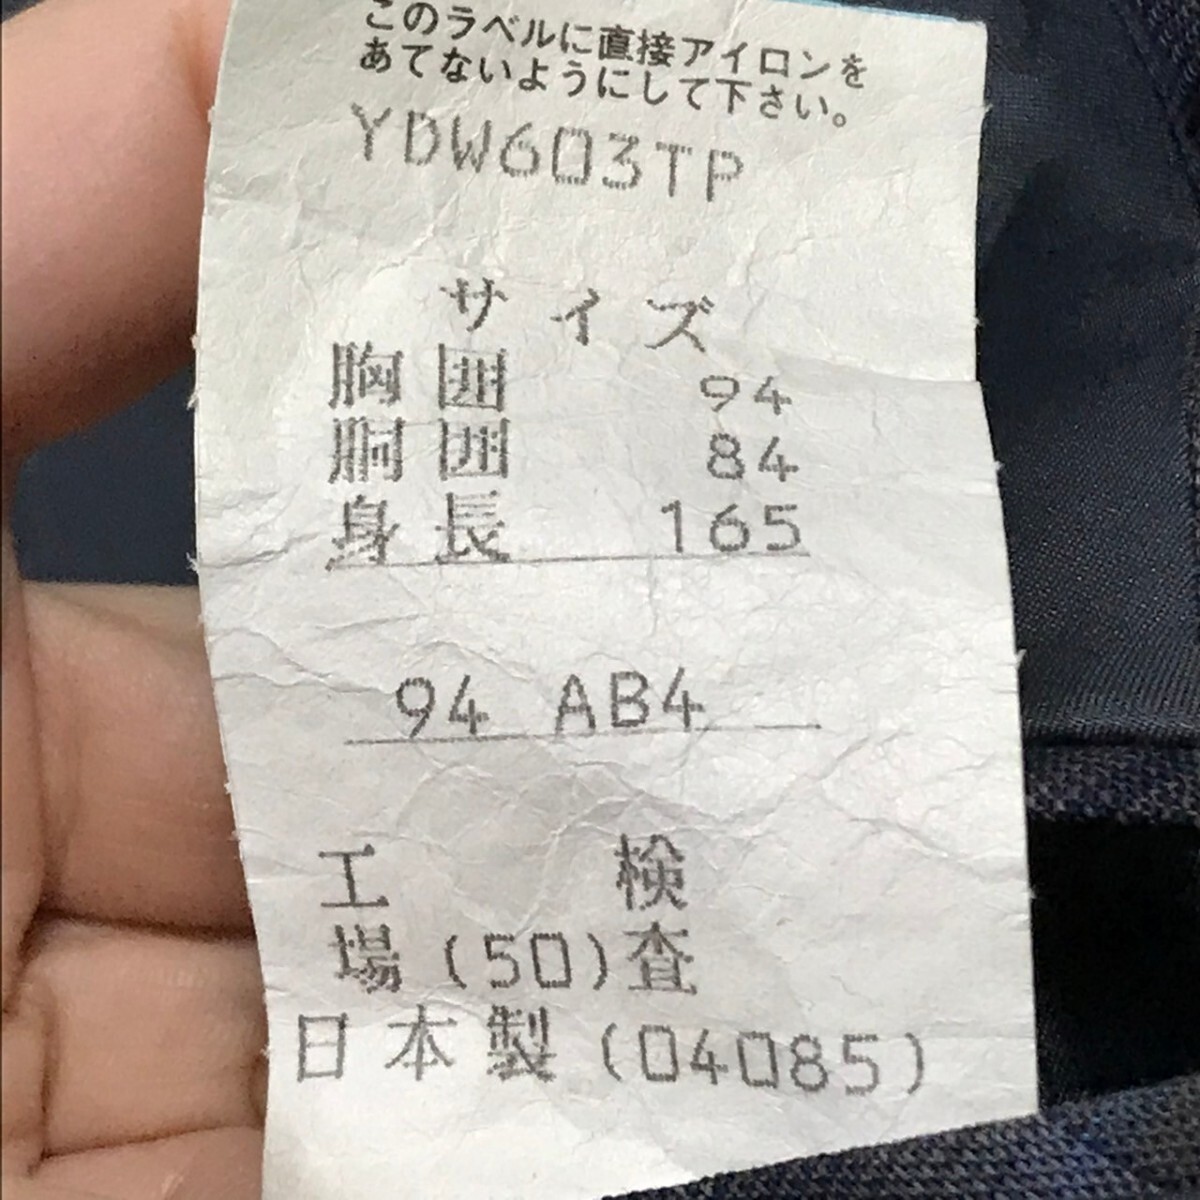 このラベルに直接アイロンを
あてないようにして下さい。
YDW603TP
サイズ
胸囲 94
胴囲 84
身長 165
94 AB4
工 検
場(50)査
日本製(04085)